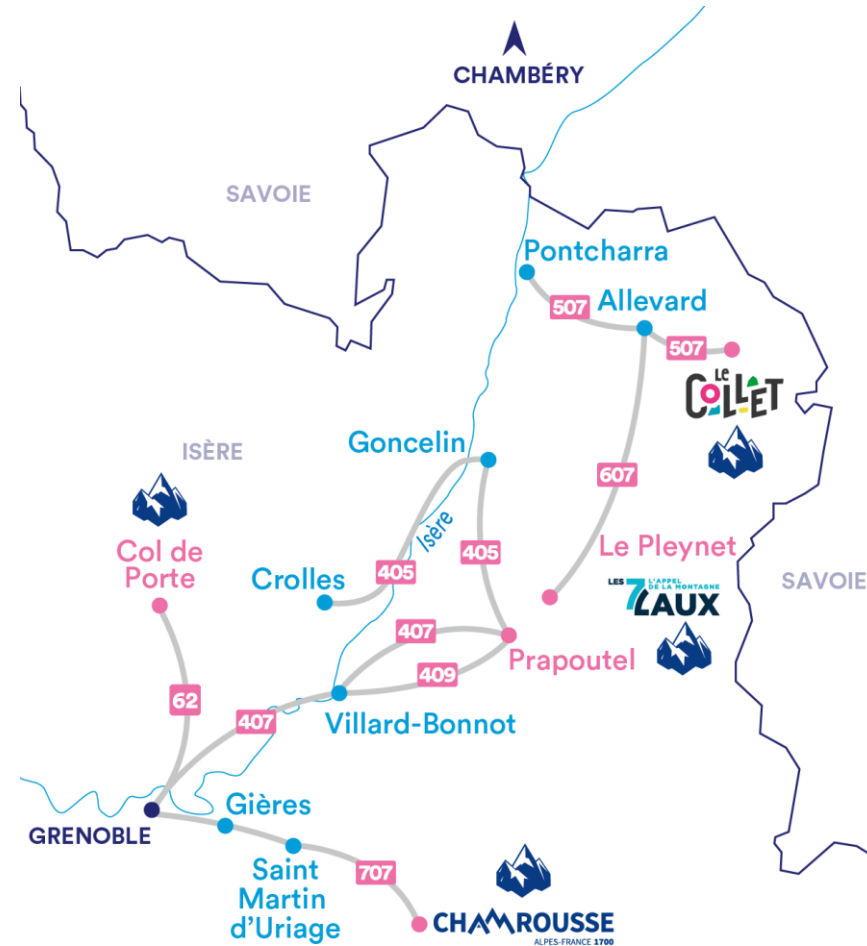 CHAMBÉRY
SAVOIE
Pontcharra
Allevard
507
507
LE
COLLET
Goncelin
ISÈRE
607
Isère
Col de
Porte
405
Le Pleynet
Crolles
405
LES 7 LAUX
L'APPEL
DE LA MONTAGNE
SAVOIE
407
Prapoutel
409
62
407
Villard-Bonnot
Gières
GRENOBLE
Saint
Martin
d'Uriage
707
CHAMROUSSE
ALPES-FRANCE 1700